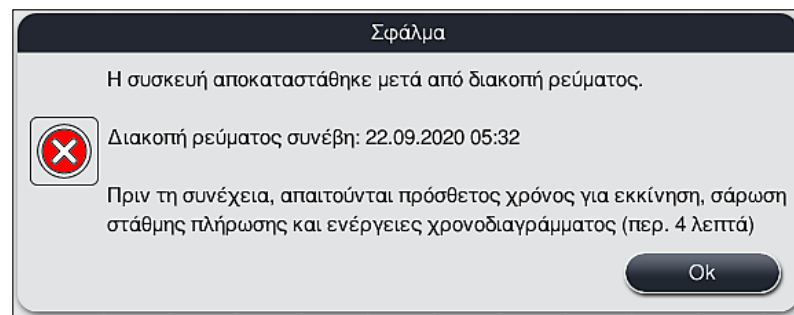 Σφάλμα
Η συσκευή αποκαταστάθηκε μετά από διακοπή ρεύματος.
Διακοπή ρεύματος συνέβη: 22.09.2020 05:32
Πριν τη συνέχεια, απαιτούνται πρόσθετος χρόνος για εκκίνηση, σάρωση
στάθμης πλήρωσης και ενέργειες χρονοδιαγράμματος (περ. 4 λεπτά)
Ok